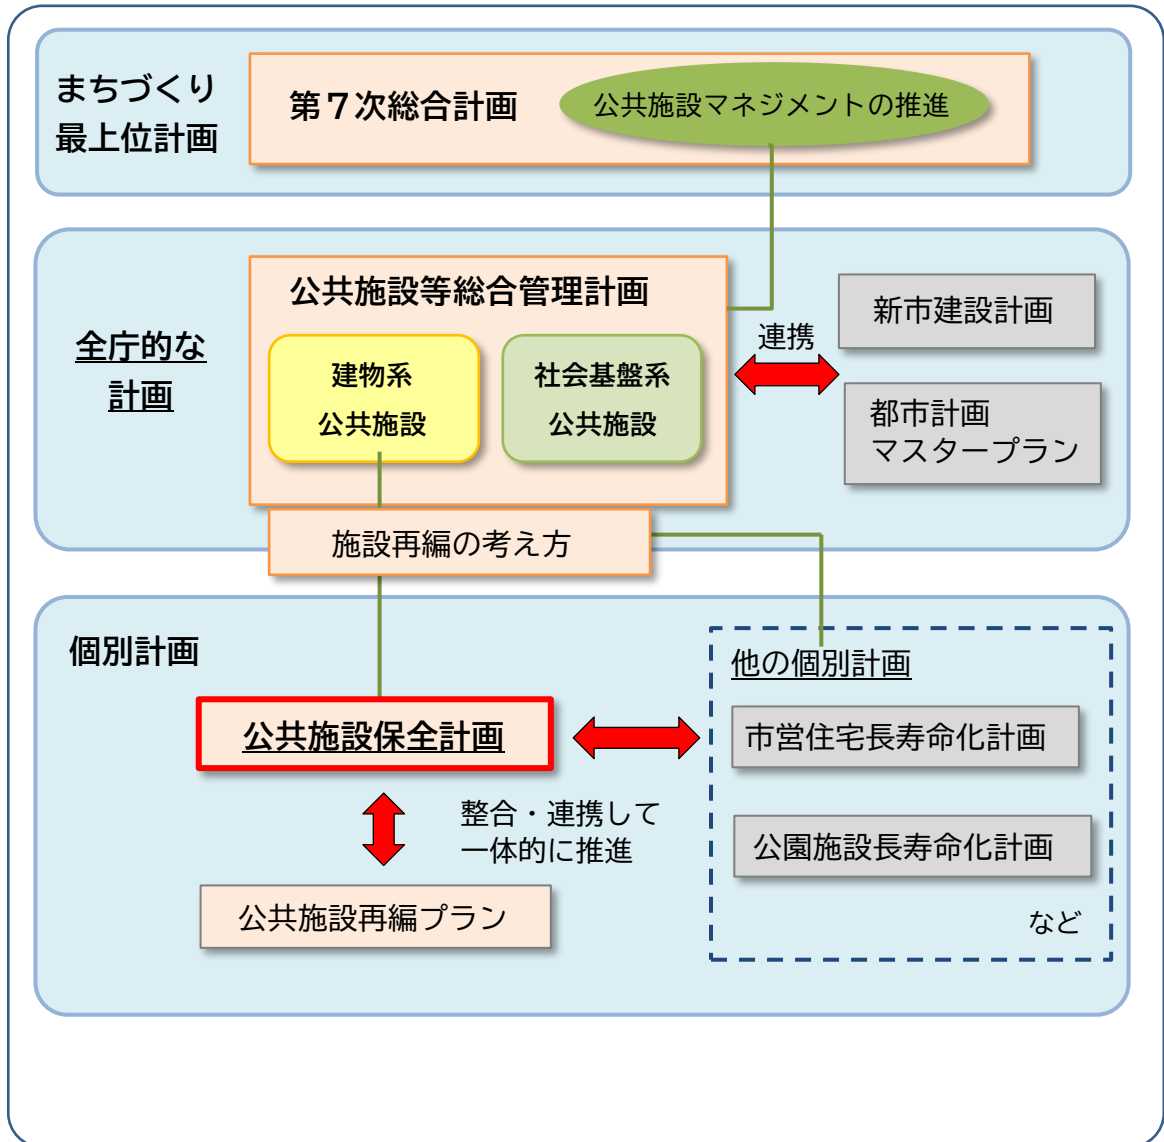 まちづくり
最上位計画
第７次総合計画
公共施設マネジメントの推進
全庁的な
計画
公共施設等総合管理計画
建物系
公共施設
社会基盤系
公共施設
連携
新市建設計画
都市計画
マスタープラン
施設再編の考え方
個別計画
公共施設保全計画
整合・連携して
一体的に推進
公共施設再編プラン
他の個別計画
市営住宅長寿命化計画
公園施設長寿命化計画
など